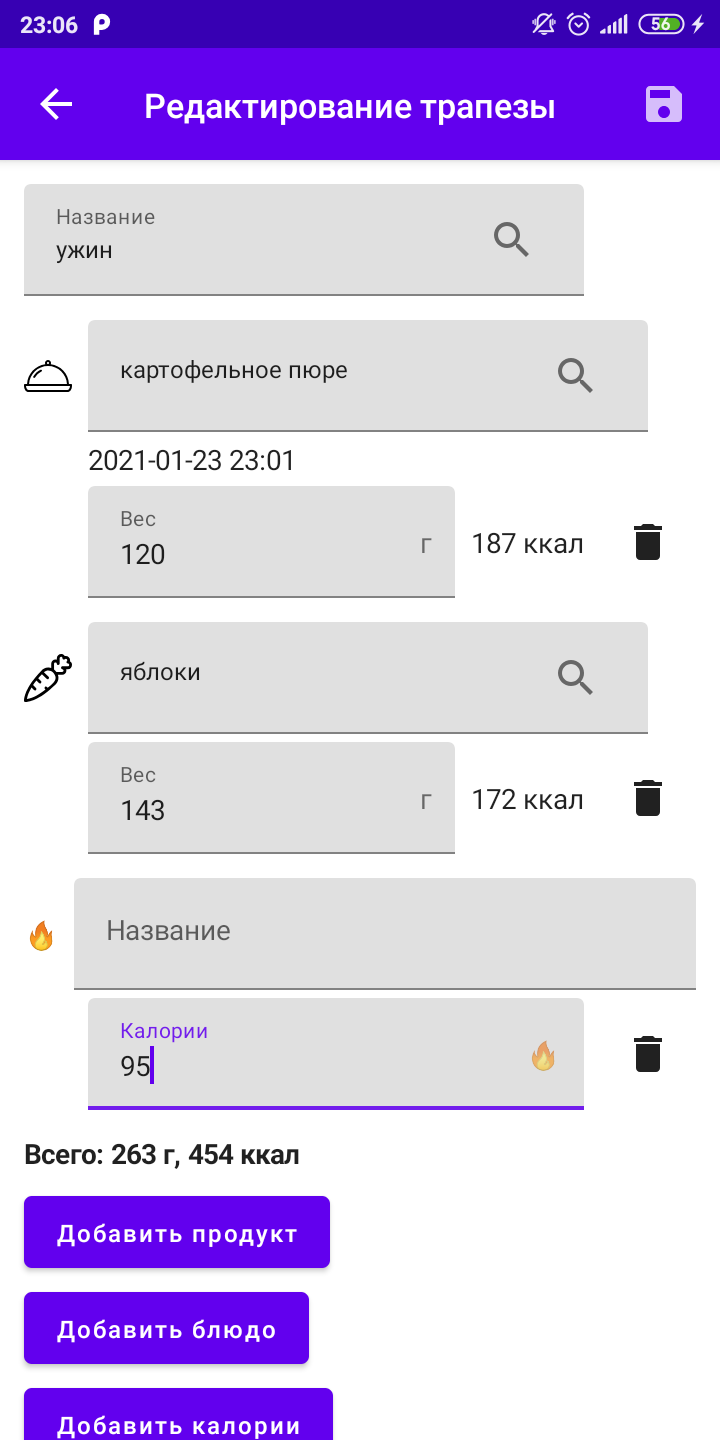 23:06
56
Редактирование трапезы
Название
ужин
картофельное пюре
2021-01-23 23:01
Вес
120 г 187 ккал
яблоки
Вес
143 г 172 ккал
Название
Калории
95
Всего: 263 г, 454 ккал
Добавить продукт
Добавить блюдо
Добавить калории